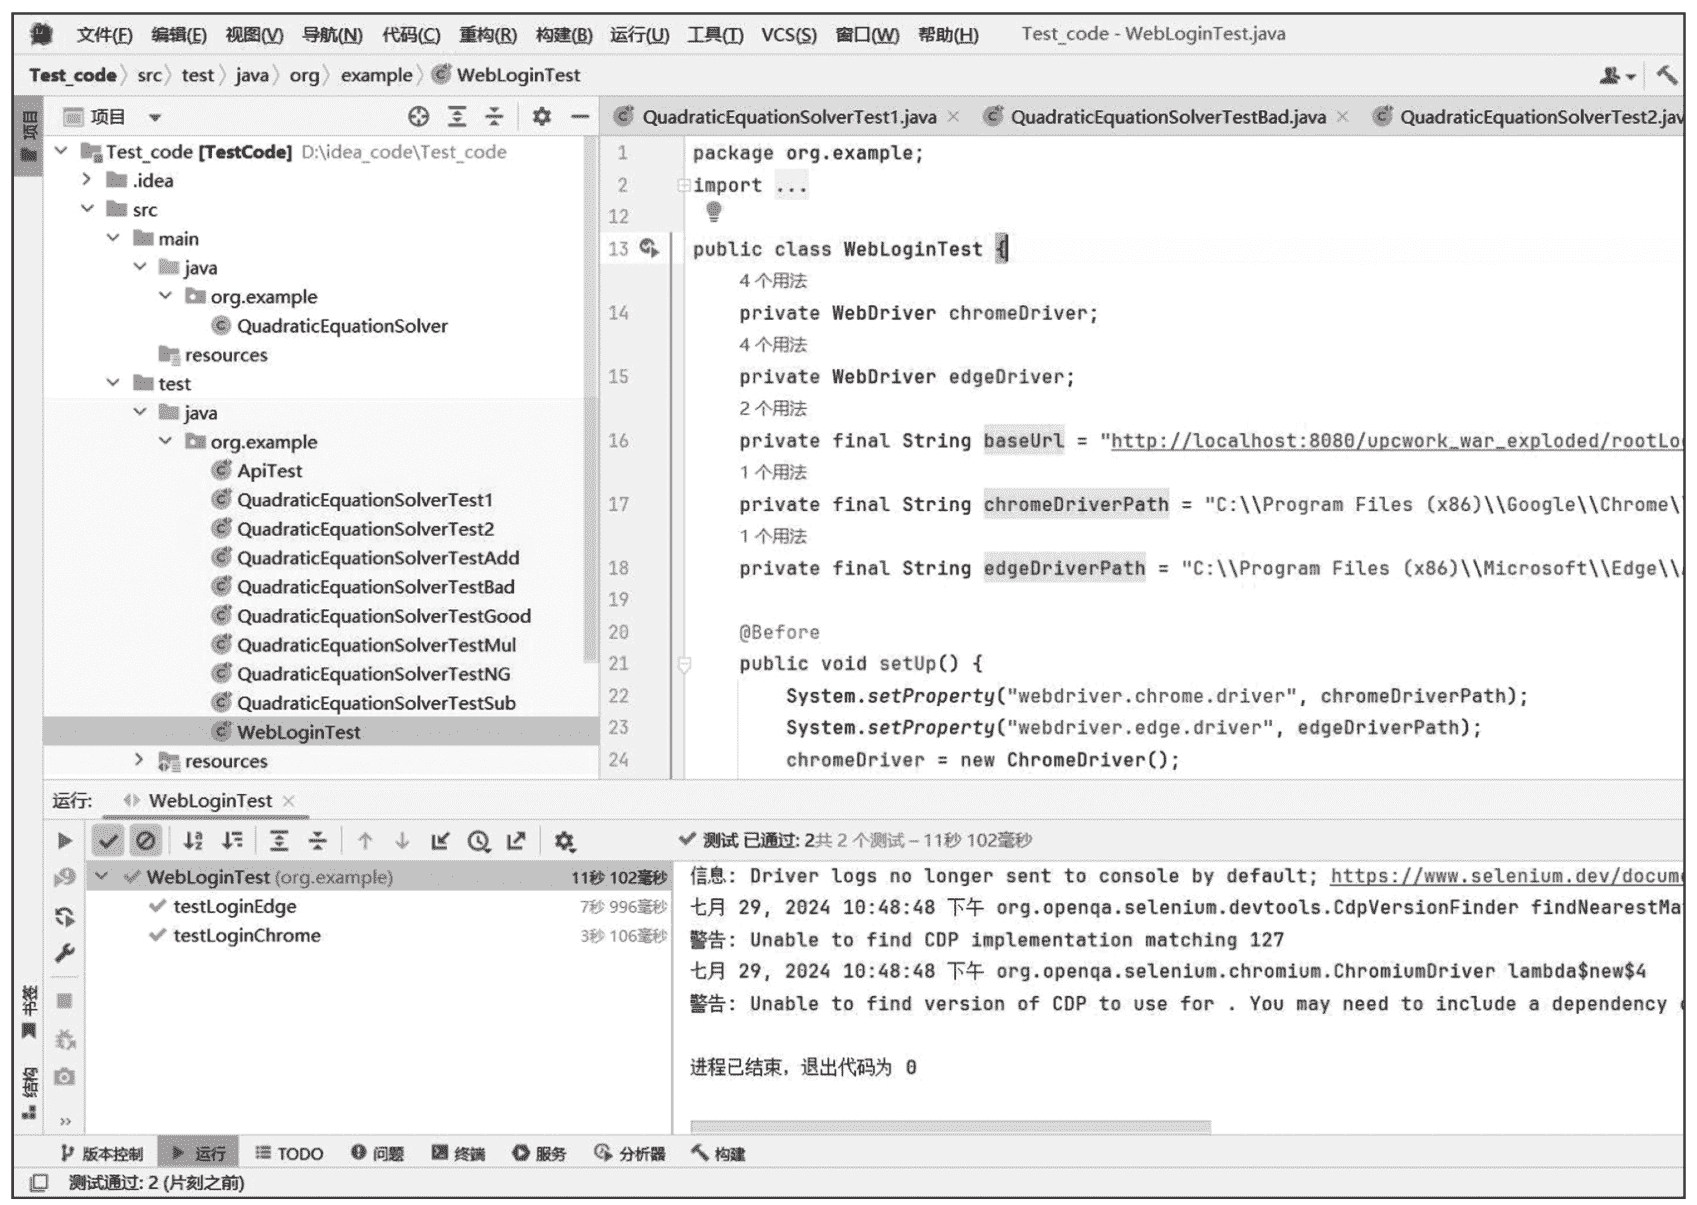 文件(F) 编辑(E) 视图(V) 导航(N) 代码(C) 重构(R) 构建(B) 运行(U) 工具(T) VCS(S) 窗口(W) 帮助(H) Test_code - WebLoginTest.java
Test_code 〉 src 〉 test 〉 java 〉 org 〉 example 〉 WebLoginTest
项目
项目
Test_code [TestCode] D:\idea_code\Test_code
.idea
src
main
java
org.example
QuadraticEquationSolver
resources
test
java
org.example
ApiTest
QuadraticEquationSolverTest1
QuadraticEquationSolverTest2
QuadraticEquationSolverTestAdd
QuadraticEquationSolverTestBad
QuadraticEquationSolverTestGood
QuadraticEquationSolverTestMul
QuadraticEquationSolverTestNG
QuadraticEquationSolverTestSub
WebLoginTest
resources
QuadraticEquationSolverTest1.java × QuadraticEquationSolverTestBad.java × QuadraticEquationSolverTest2.jav
1 package org.example;
2 import ...
12
13 public class WebLoginTest {
4 个用法
14 private WebDriver chromeDriver;
4 个用法
15 private WebDriver edgeDriver;
2 个用法
16 private final String baseUrl = "http://localhost:8080/upcwork_war_exploded/rootLo
1 个用法
17 private final String chromeDriverPath = "C:\\Program Files (x86)\\Google\\Chrome\
1 个用法
18 private final String edgeDriverPath = "C:\\Program Files (x86)\\Microsoft\\Edge\\
19
20 @Before
21 public void setUp() {
22 System.setProperty("webdriver.chrome.driver", chromeDriverPath);
23 System.setProperty("webdriver.edge.driver", edgeDriverPath);
24 chromeDriver = new ChromeDriver();
运行: WebLoginTest ×
测试 已通过: 2共 2 个测试 – 11秒 102毫秒
WebLoginTest (org.example) 11秒 102毫秒
testLoginEdge 7秒 996毫秒
testLoginChrome 3秒 106毫秒
信息: Driver logs no longer sent to console by default; https://www.selenium.dev/docume
七月 29, 2024 10:48:48 下午 org.openqa.selenium.devtools.CdpVersionFinder findNearestMa
警告: Unable to find CDP implementation matching 127
七月 29, 2024 10:48:48 下午 org.openqa.selenium.chromium.ChromiumDriver lambda$new$4
警告: Unable to find version of CDP to use for . You may need to include a dependency
进程已结束，退出代码为 0
书签
结构
版本控制 运行 TODO 问题 终端 服务 分析器 构建
测试通过: 2 (片刻之前)